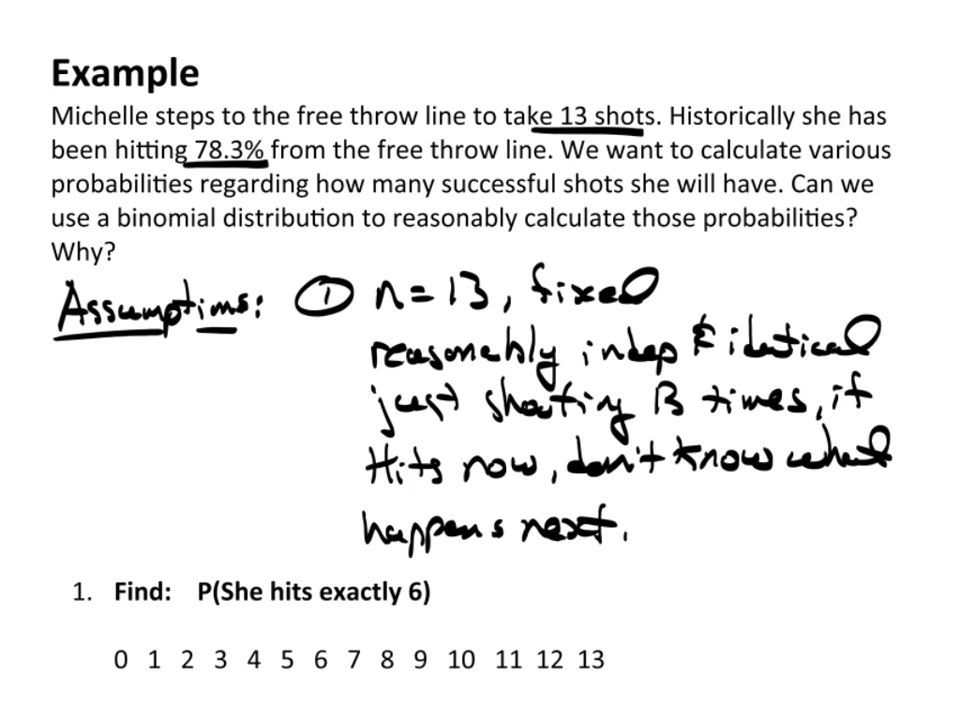 Example
Michelle steps to the free throw line to take 13 shots. Historically she has
been hitting 78.3% from the free throw line. We want to calculate various
probabilities regarding how many successful shots she will have. Can we
use a binomial distribution to reasonably calculate those probabilities?
Why?
Assumptions: ① n=13, fixed
reasonably indep & identical
just shooting 13 times, if
Hits now, don't know what
happens next.
1. Find: P(She hits exactly 6)
0 1 2 3 4 5 6 7 8 9 10 11 12 13